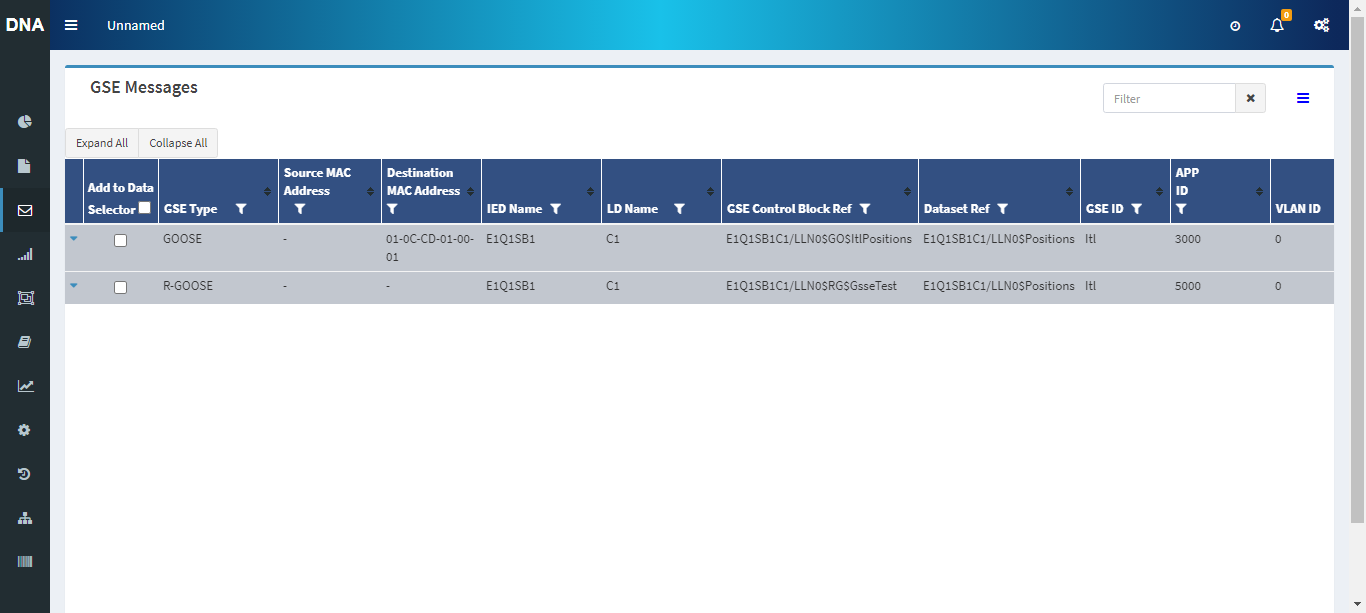 DNA
Unnamed
0
GSE Messages
Filter
Expand All
Collapse All
Add to Data Selector
GSE Type
Source MAC Address
Destination MAC Address
IED Name
LD Name
GSE Control Block Ref
Dataset Ref
GSE ID
APP ID
VLAN ID
GOOSE - 01-0C-CD-01-00- E1Q1SB1 C1 E1Q1SB1C1/LLN0$GO$ItlPositions E1Q1SB1C1/LLN0$Positions Itl 3000 0
01
R-GOOSE - - E1Q1SB1 C1 E1Q1SB1C1/LLN0$RG$GsseTest E1Q1SB1C1/LLN0$Positions Itl 5000 0